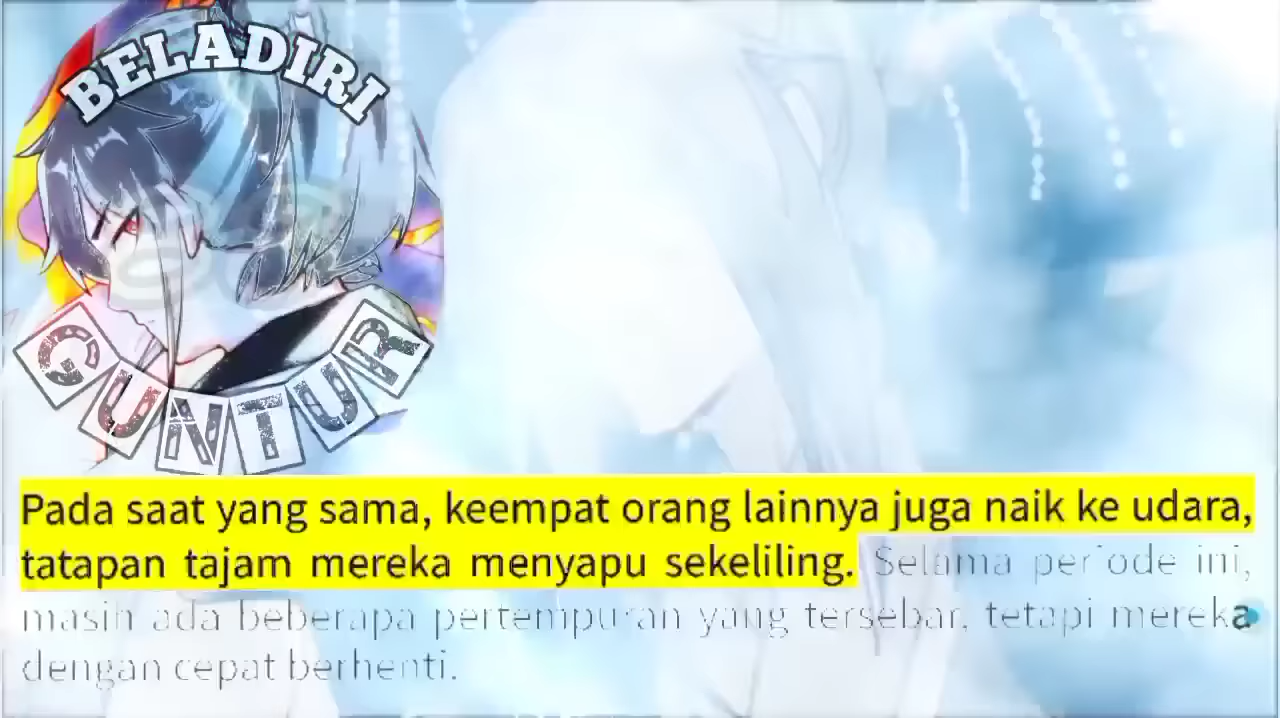 BELADIRI
GUNTUR
Pada saat yang sama, keempat orang lainnya juga naik ke udara,
tatapan tajam mereka menyapu sekeliling. Selama periode ini,
masih ada beberapa pertempuran yang tersebar, tetapi mereka
dengan cepat berhenti.